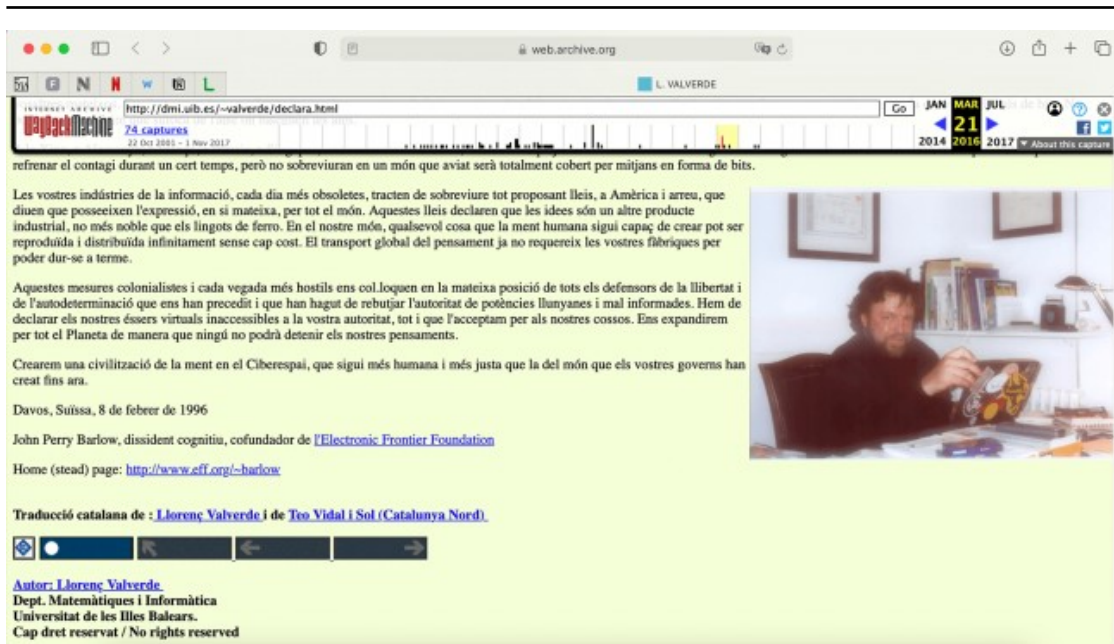 web.archive.org
L. VALVERDE
INTERNET ARCHIVE
WayBackMachine
http://dmi.uib.es/~valverde/declara.html
Go
74 captures
22 Oct 2001 – 1 Nov 2017
JAN MAR JUL
21
2014 2016 2017
About this capture
refrenar el contagi durant un cert temps, però no sobreviuran en un món que aviat serà totalment cobert per mitjans en forma de bits.
Les vostres indústries de la informació, cada dia més obsoletes, tracten de sobreviure tot proposant lleis, a Amèrica i arreu, que
diuen que posseeixen l'expressió, en si mateixa, per tot el món. Aquestes lleis declaren que les idees són un altre producte
industrial, no més noble que els lingots de ferro. En el nostre món, qualsevol cosa que la ment humana sigui capaç de crear pot ser
reproduïda i distribuïda infinitament sense cap cost. El transport global del pensament ja no requereix les vostres fàbriques per
poder dur-se a terme.
Aquestes mesures colonialistes i cada vegada més hostils ens col.loquen en la mateixa posició de tots els defensors de la llibertat i
de l'autodeterminació que ens han precedit i que han hagut de rebutjar l'autoritat de potències llunyanes i mal informades. Hem de
declarar els nostres éssers virtuals inaccessibles a la vostra autoritat, tot i que l'acceptam per als nostres cossos. Ens expandirem
per tot el Planeta de manera que ningú no podrà detenir els nostres pensaments.
Crearem una civilització de la ment en el Ciberespai, que sigui més humana i més justa que la del món que els vostres governs han
creat fins ara.
Davos, Suïssa, 8 de febrer de 1996
John Perry Barlow, dissident cognitiu, cofundador de l'Electronic Frontier Foundation
Home (stead) page: http://www.eff.org/~barlow
Traducció catalana de : Llorenç Valverde i de Teo Vidal i Sol (Catalunya Nord)
Autor: Llorenç Valverde
Dept. Matemàtiques i Informàtica
Universitat de les Illes Balears.
Cap dret reservat / No rights reserved